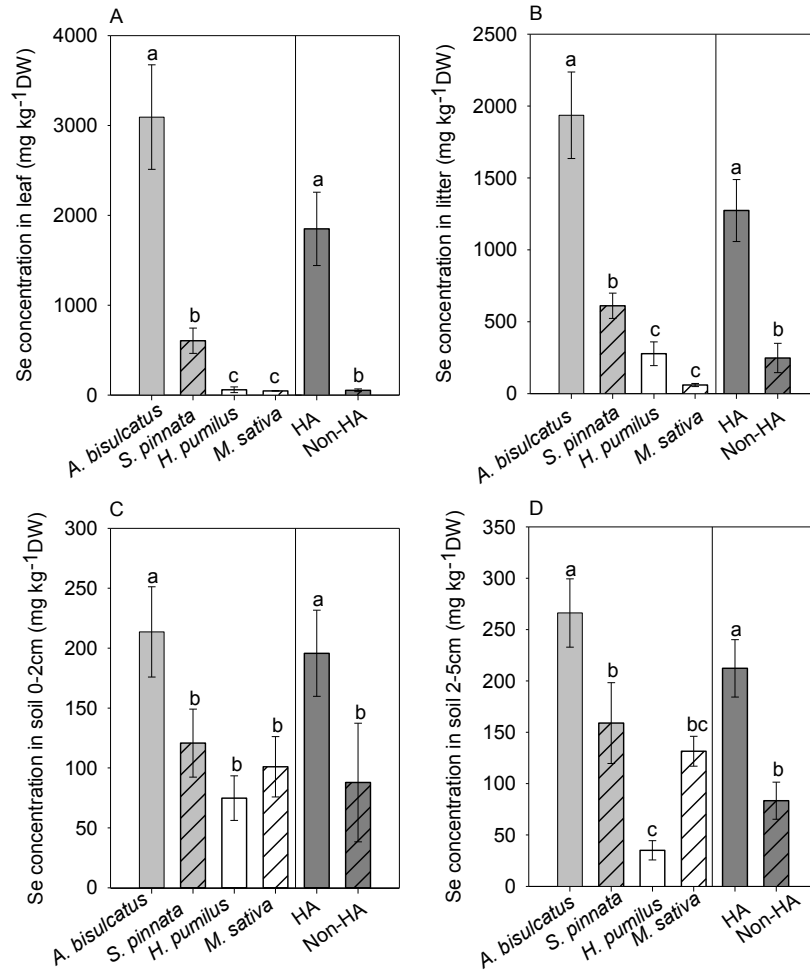 A
Se concentration in leaf (mg kg⁻¹DW)
4000
3000
2000
1000
0
a
b
c
c
a
b
A. bisulcatus
S. pinnata
H. pumilus
M. sativa
HA
Non-HA
B
Se concentration in litter (mg kg⁻¹DW)
2500
2000
1500
1000
500
0
a
b
c
c
a
b
A. bisulcatus
S. pinnata
H. pumilus
M. sativa
HA
Non-HA
C
Se concentration in soil 0-2cm (mg kg⁻¹DW)
300
250
200
150
100
50
0
a
b
b
b
a
b
A. bisulcatus
S. pinnata
H. pumilus
M. sativa
HA
Non-HA
D
Se concentration in soil 2-5cm (mg kg⁻¹DW)
350
300
250
200
150
100
50
0
a
b
c
bc
a
b
A. bisulcatus
S. pinnata
H. pumilus
M. sativa
HA
Non-HA